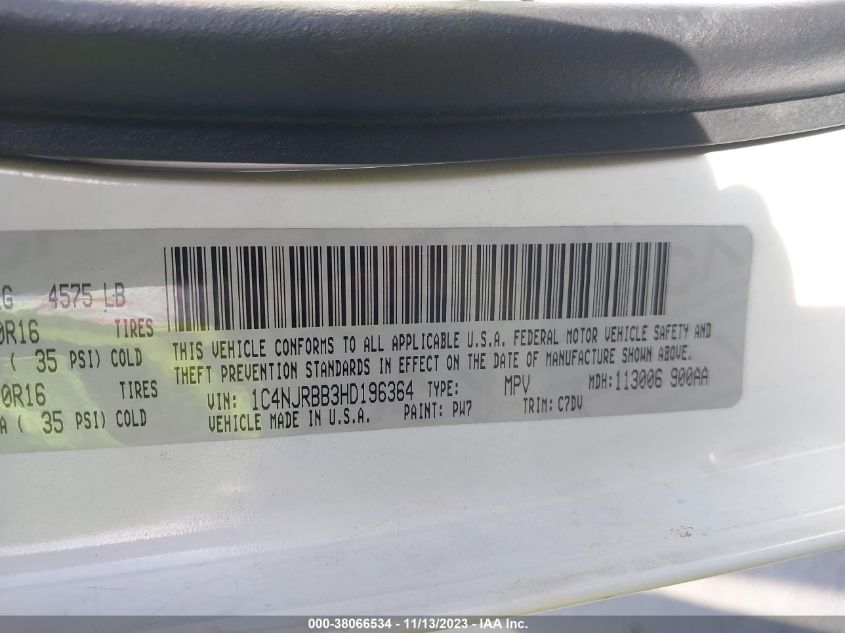 4575 LB
0R16 TIRES
( 35 PSI) COLD
0R16 TIRES
A ( 35 PSI) COLD
THIS VEHICLE CONFORMS TO ALL APPLICABLE U.S.A. FEDERAL MOTOR VEHICLE SAFETY AND
THEFT PREVENTION STANDARDS IN EFFECT ON THE DATE OF MANUFACTURE SHOWN ABOVE.
VIN: 1C4NJRBB3HD196364 TYPE: MPV MDH:113006 900AA
VEHICLE MADE IN U.S.A. PAINT: PW7 TRIM: C7DV
000-38066534 - 11/13/2023 - IAA Inc.